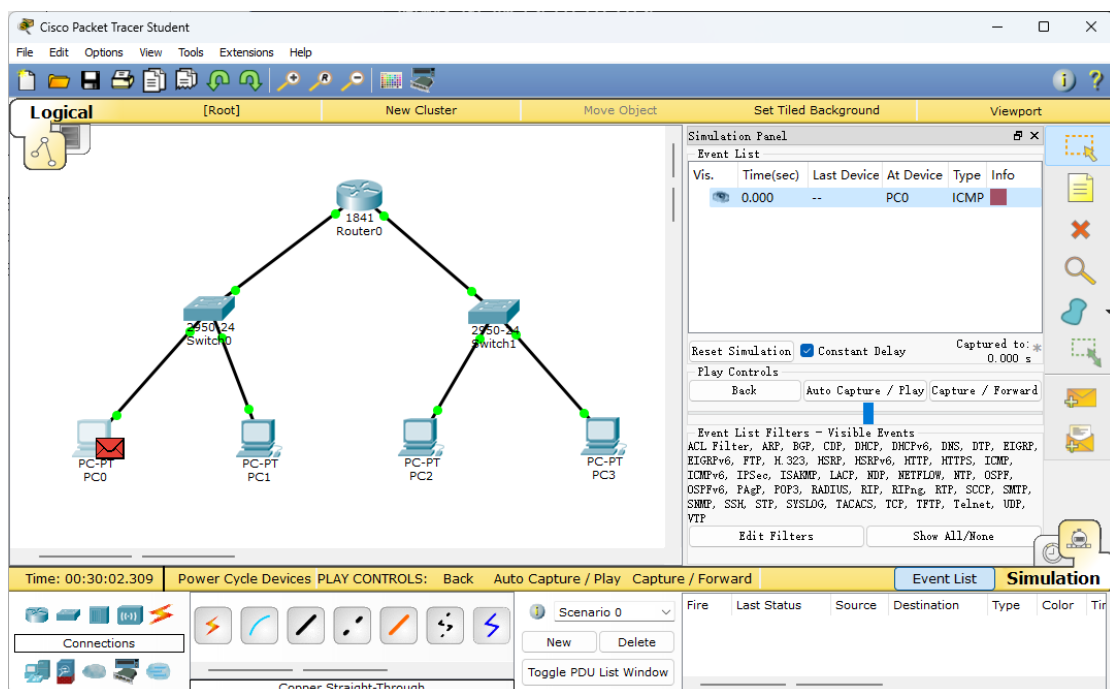 Cisco Packet Tracer Student
File Edit Options View Tools Extensions Help
Logical [Root] New Cluster Move Object Set Tiled Background Viewport
Simulation Panel
Event List
Vis. Time(sec) Last Device At Device Type Info
0.000 -- PC0 ICMP
1841
Router0
2950-24
Switch0
2950-24
Switch1
PC-PT
PC0
PC-PT
PC1
PC-PT
PC2
PC-PT
PC3
Reset Simulation Constant Delay Captured to: *
0.000 s
Play Controls
Back Auto Capture / Play Capture / Forward
Event List Filters - Visible Events
ACL Filter, ARP, BGP, CDP, DHCP, DHCPv6, DNS, DTP, EIGRP,
EIGRPv6, FTP, H.323, HSRP, HSRPv6, HTTP, HTTPS, ICMP,
ICMPv6, IPSec, ISAKMP, LACP, NDP, NETFLOW, NTP, OSPF,
OSPFv6, PAgP, POP3, RADIUS, RIP, RIPng, RTP, SCCP, SMTP,
SNMP, SSH, STP, SYSLOG, TACACS, TCP, TFTP, Telnet, UDP,
VTP
Edit Filters Show All/None
Time: 00:30:02.309 Power Cycle Devices PLAY CONTROLS: Back Auto Capture / Play Capture / Forward Event List Simulation
Connections
Scenario 0
New Delete
Toggle PDU List Window
Fire Last Status Source Destination Type Color
Copper Straight-Through